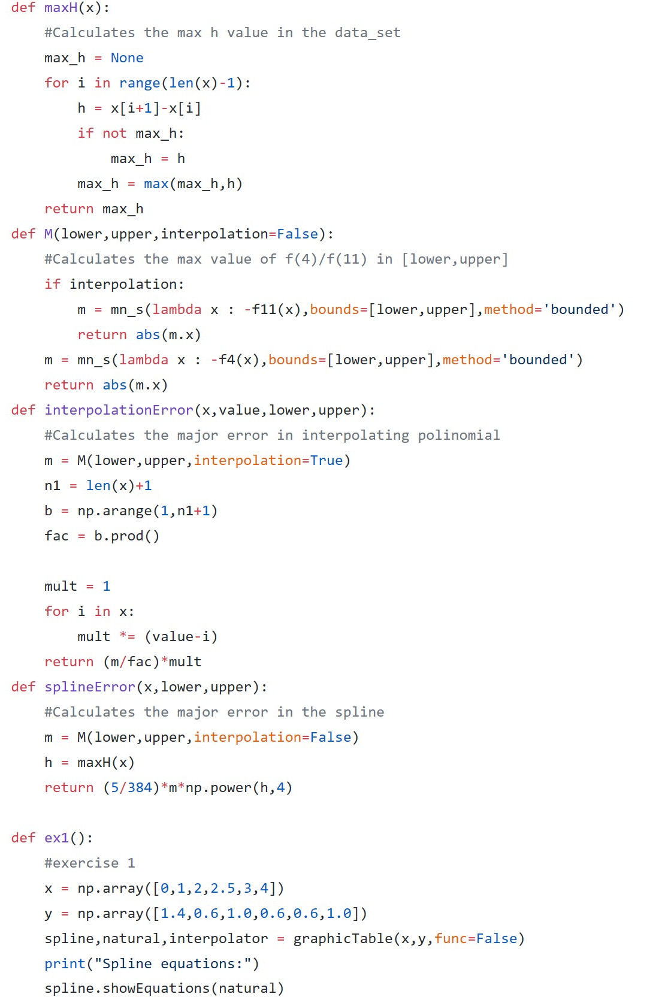 def maxH(x):
    #Calculates the max h value in the data_set
    max_h = None
    for i in range(len(x)-1):
        h = x[i+1]-x[i]
        if not max_h:
            max_h = h
        max_h = max(max_h,h)
    return max_h
def M(lower,upper,interpolation=False):
    #Calculates the max value of f(4)/f(11) in [lower,upper]
    if interpolation:
        m = mn_s(lambda x : -f11(x),bounds=[lower,upper],method='bounded')
        return abs(m.x)
    m = mn_s(lambda x : -f4(x),bounds=[lower,upper],method='bounded')
    return abs(m.x)
def interpolationError(x,value,lower,upper):
    #Calculates the major error in interpolating polinomial
    m = M(lower,upper,interpolation=True)
    n1 = len(x)+1
    b = np.arange(1,n1+1)
    fac = b.prod()

    mult = 1
    for i in x:
        mult *= (value-i)
    return (m/fac)*mult
def splineError(x,lower,upper):
    #Calculates the major error in the spline
    m = M(lower,upper,interpolation=False)
    h = maxH(x)
    return (5/384)*m*np.power(h,4)

def ex1():
    #exercise 1
    x = np.array([0,1,2,2.5,3,4])
    y = np.array([1.4,0.6,1.0,0.6,0.6,1.0])
    spline,natural,interpolator = graphicTable(x,y,func=False)
    print("Spline equations:")
    spline.showEquations(natural)